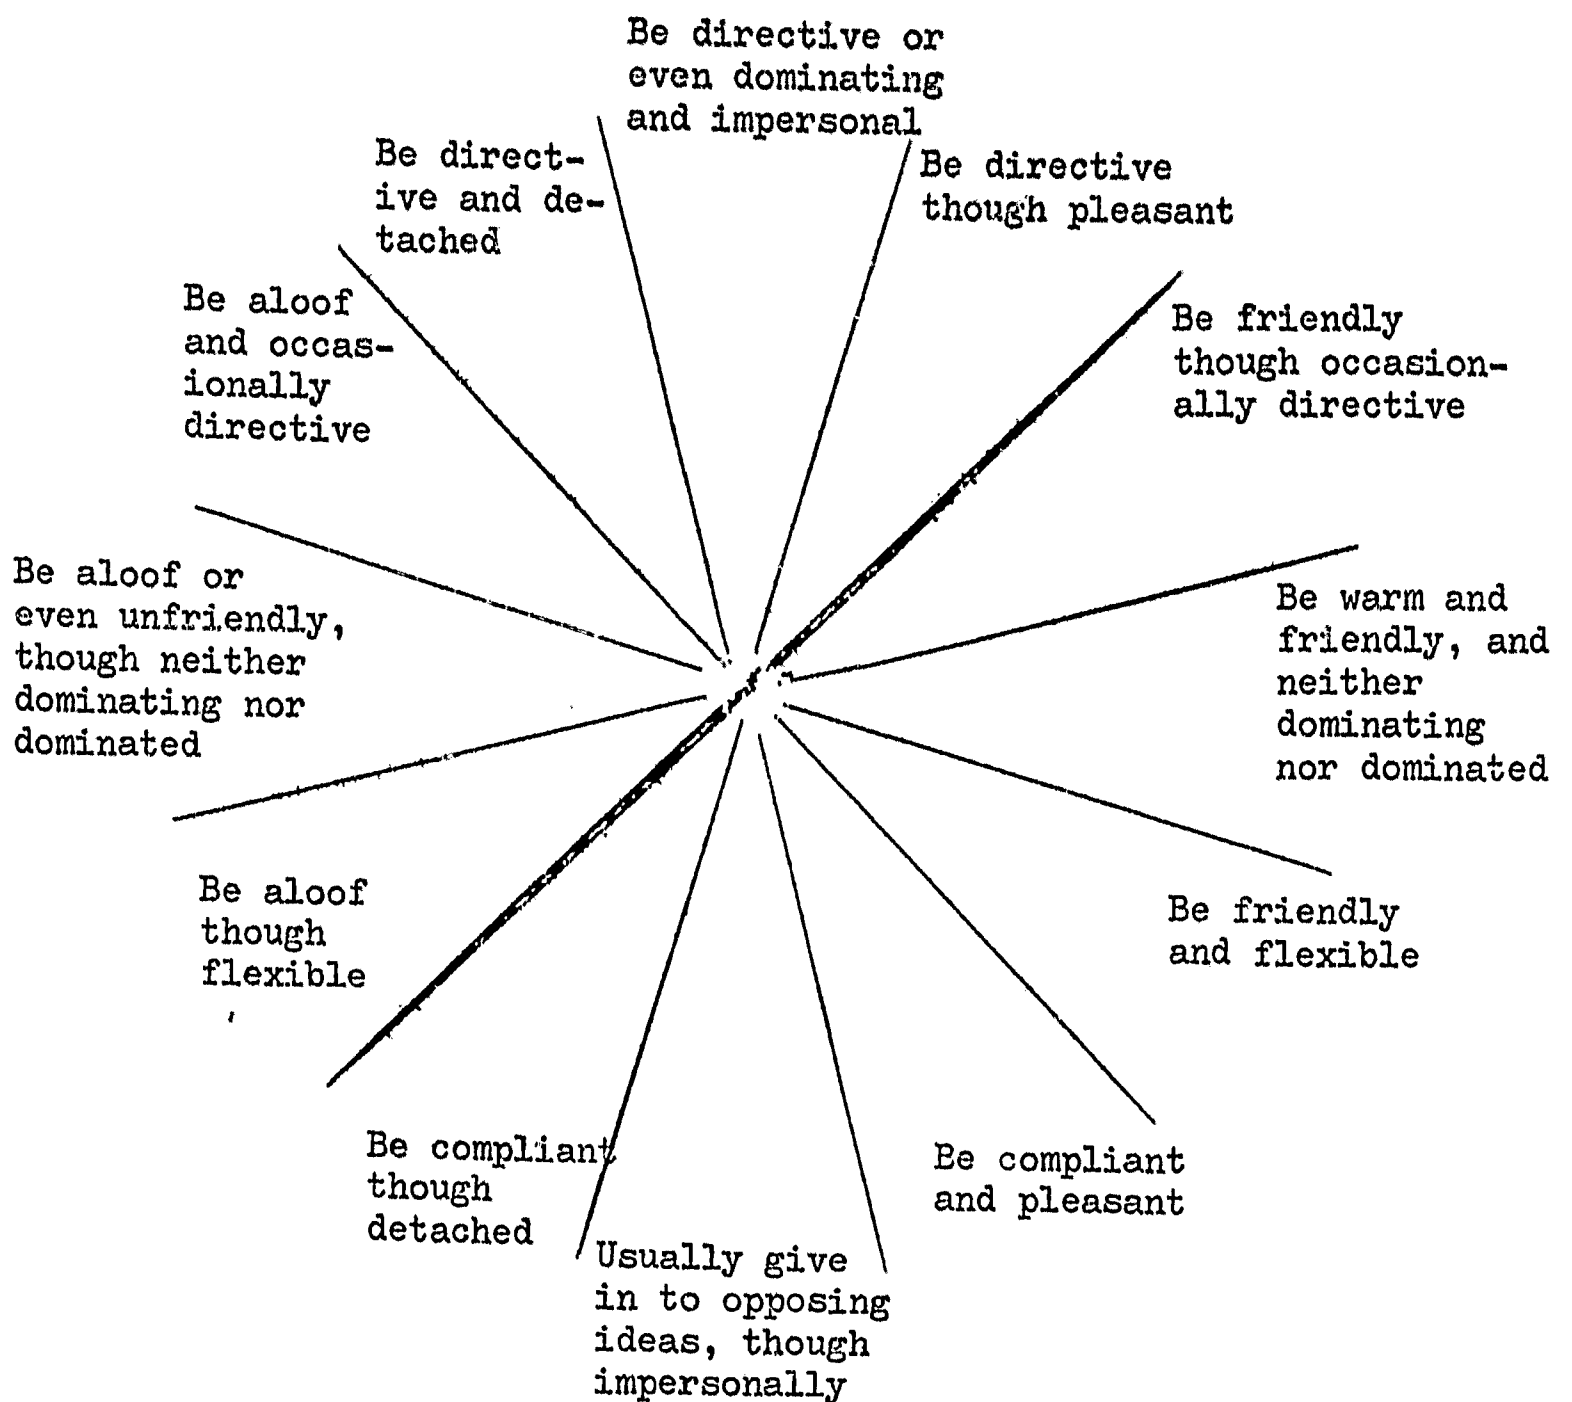 Be directive or
even dominating
and impersonal
Be direct-
ive and de-
tached
Be directive
though pleasant
Be aloof
and occas-
ionally
directive
Be friendly
though occasion-
ally directive
Be aloof or
even unfriendly,
though neither
dominating nor
dominated
Be warm and
friendly, and
neither
dominating
nor dominated
Be aloof
though
flexible
Be friendly
and flexible
Be compliant
though
detached
Be compliant
and pleasant
Usually give
in to opposing
ideas, though
impersonally